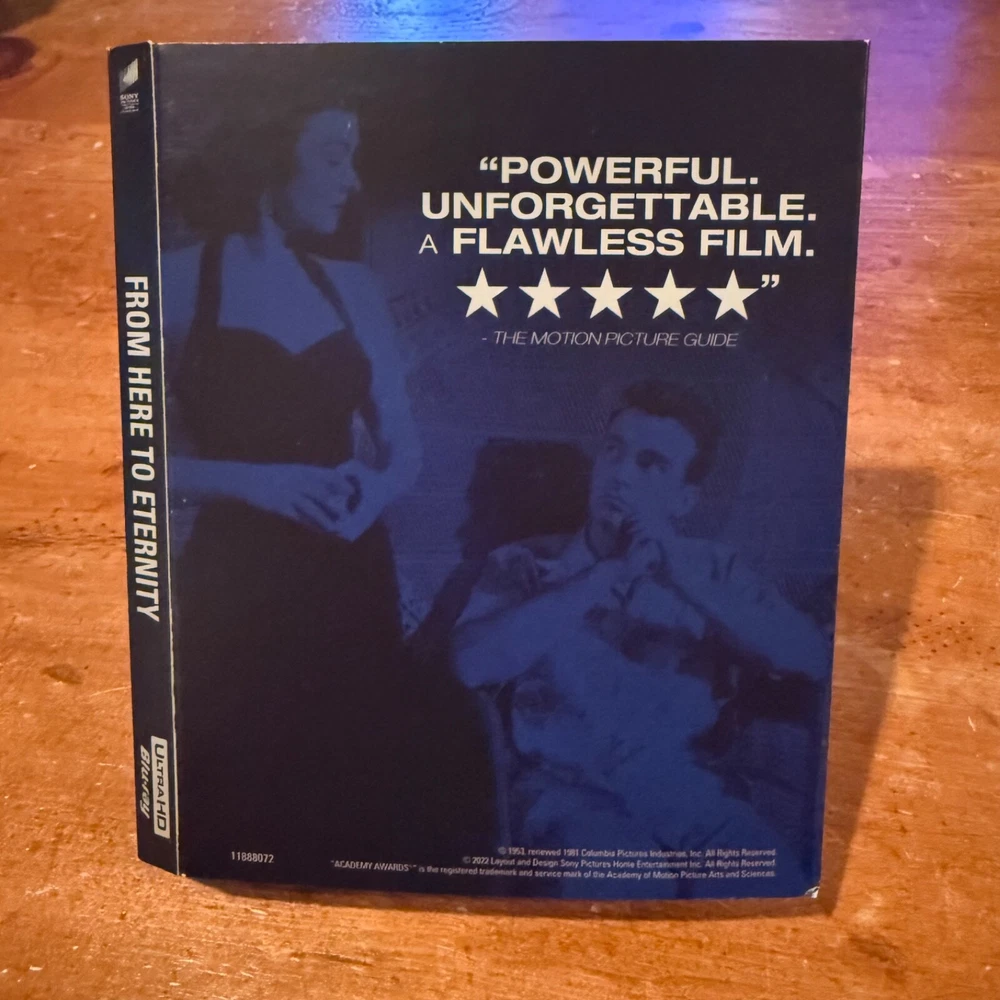 SONY
FROM HERE TO ETERNITY
ULTRA HD
Blu-ray
“POWERFUL.
UNFORGETTABLE.
A FLAWLESS FILM.
★★★★★”
- THE MOTION PICTURE GUIDE
11888072
© 1953, renewed 1981 Columbia Pictures Industries, Inc. All Rights Reserved.
© 2022 Layout and Design Sony Pictures Home Entertainment Inc. All Rights Reserved.
"ACADEMY AWARDS®" is the registered trademark and service mark of the Academy of Motion Picture Arts and Sciences.